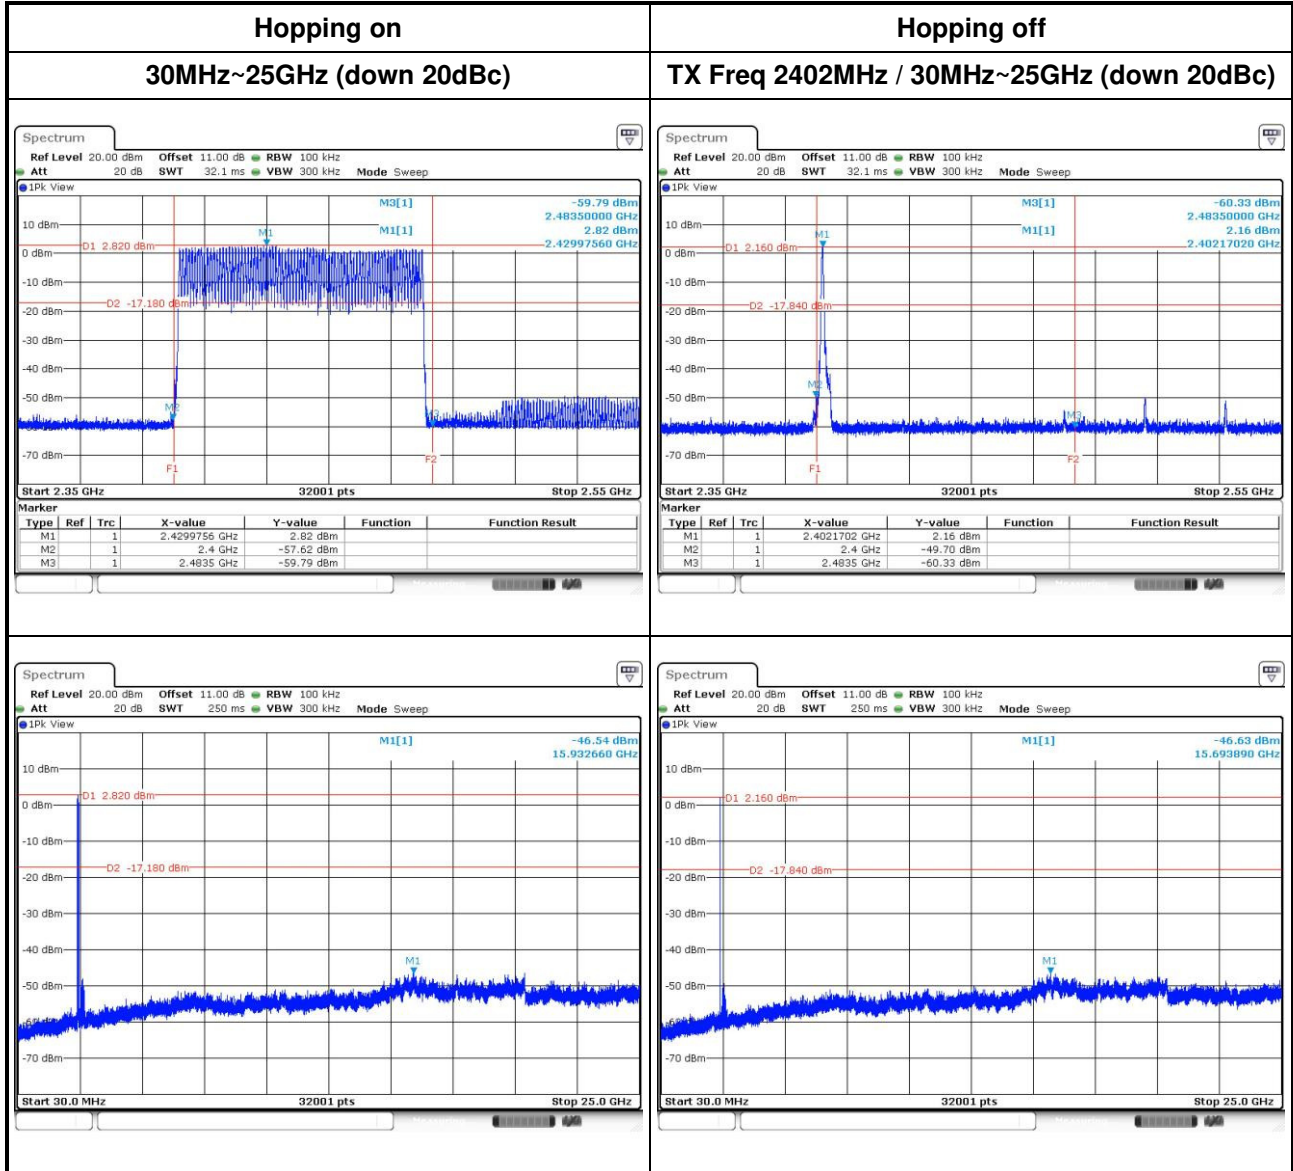 Hopping on
Hopping off
30MHz~25GHz (down 20dBc)
TX Freq 2402MHz / 30MHz~25GHz (down 20dBc)
Spectrum
Ref Level 20.00 dBm Offset 11.00 dB RBW 100 kHz
Att 20 dB SWT 32.1 ms VBW 300 kHz Mode Sweep
1Pk View
M3[1] -59.79 dBm
2.48350000 GHz
M1[1] 2.82 dBm
2.42997560 GHz
10 dBm
M1
D1 2.820 dBm
0 dBm
-10 dBm
D2 -17.180 dBm
-20 dBm
-30 dBm
-40 dBm
-50 dBm
M2
M3
-70 dBm
F1
F2
Start 2.35 GHz 32001 pts Stop 2.55 GHz
Marker
Type Ref Trc X-value Y-value Function Function Result
M1 1 2.4299756 GHz 2.82 dBm
M2 1 2.4 GHz -57.62 dBm
M3 1 2.4835 GHz -59.79 dBm
Spectrum
Ref Level 20.00 dBm Offset 11.00 dB RBW 100 kHz
Att 20 dB SWT 32.1 ms VBW 300 kHz Mode Sweep
1Pk View
M3[1] -60.33 dBm
2.48350000 GHz
M1[1] 2.16 dBm
2.40217020 GHz
10 dBm
M1
D1 2.160 dBm
0 dBm
-10 dBm
D2 -17.840 dBm
-20 dBm
-30 dBm
-40 dBm
M2
-50 dBm
M3
-70 dBm
F1
F2
Start 2.35 GHz 32001 pts Stop 2.55 GHz
Marker
Type Ref Trc X-value Y-value Function Function Result
M1 1 2.4021702 GHz 2.16 dBm
M2 1 2.4 GHz -49.70 dBm
M3 1 2.4835 GHz -60.33 dBm
Spectrum
Ref Level 20.00 dBm Offset 11.00 dB RBW 100 kHz
Att 20 dB SWT 250 ms VBW 300 kHz Mode Sweep
1Pk View
M1[1] -46.54 dBm
15.932660 GHz
10 dBm
D1 2.820 dBm
0 dBm
-10 dBm
D2 -17.180 dBm
-20 dBm
-30 dBm
-40 dBm
M1
-50 dBm
-70 dBm
Start 30.0 MHz 32001 pts Stop 25.0 GHz
Spectrum
Ref Level 20.00 dBm Offset 11.00 dB RBW 100 kHz
Att 20 dB SWT 250 ms VBW 300 kHz Mode Sweep
1Pk View
M1[1] -46.63 dBm
15.693890 GHz
10 dBm
D1 2.160 dBm
0 dBm
-10 dBm
D2 -17.840 dBm
-20 dBm
-30 dBm
-40 dBm
M1
-50 dBm
-70 dBm
Start 30.0 MHz 32001 pts Stop 25.0 GHz